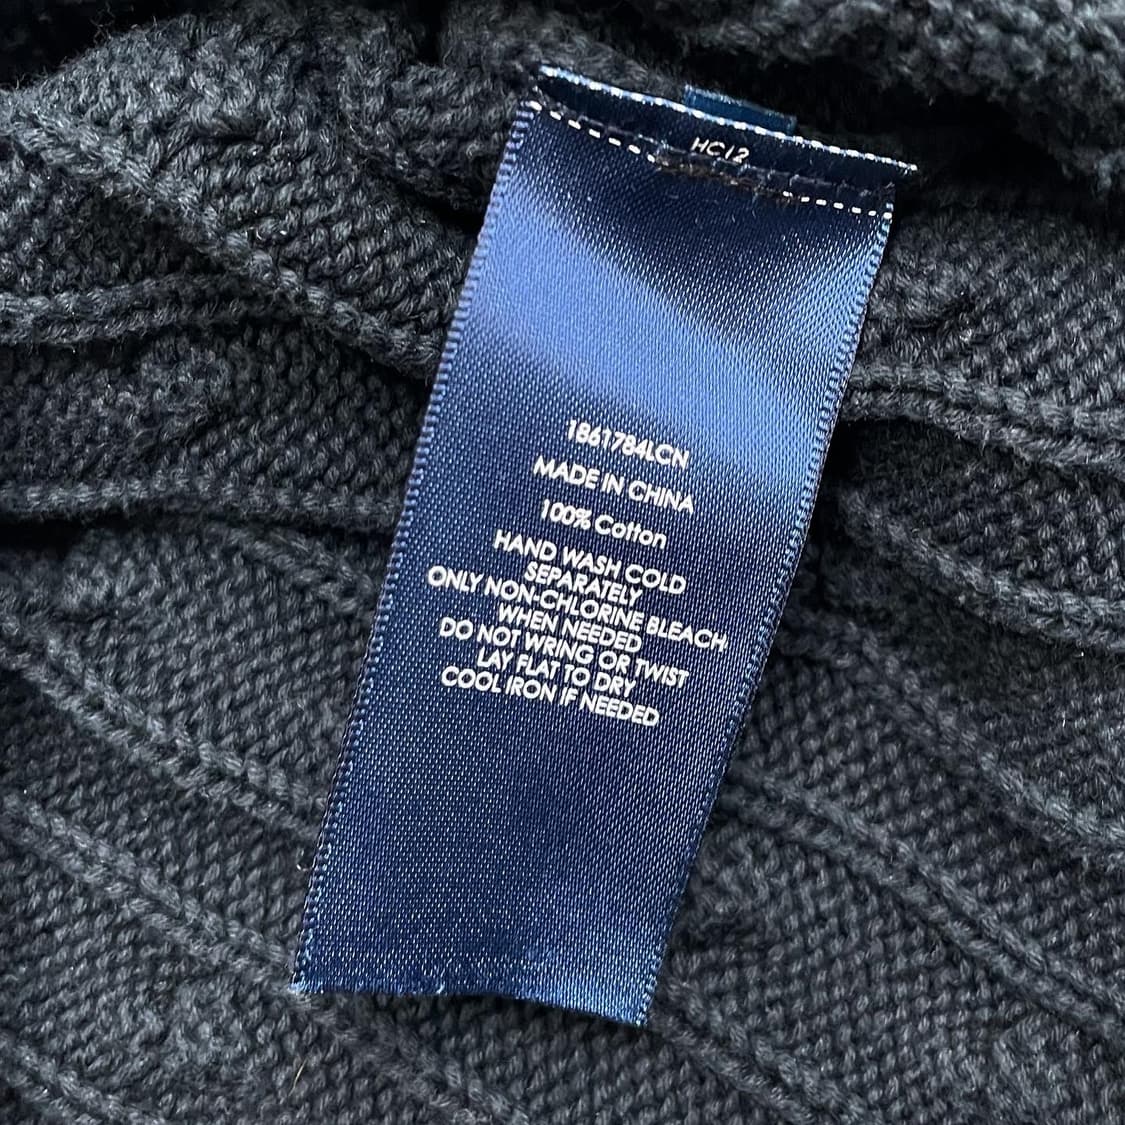 HC12
1861784LCN
MADE IN CHINA
100% Cotton
HAND WASH COLD
SEPARATELY
ONLY NON-CHLORINE BLEACH
WHEN NEEDED
DO NOT WRING OR TWIST
LAY FLAT TO DRY
COOL IRON IF NEEDED